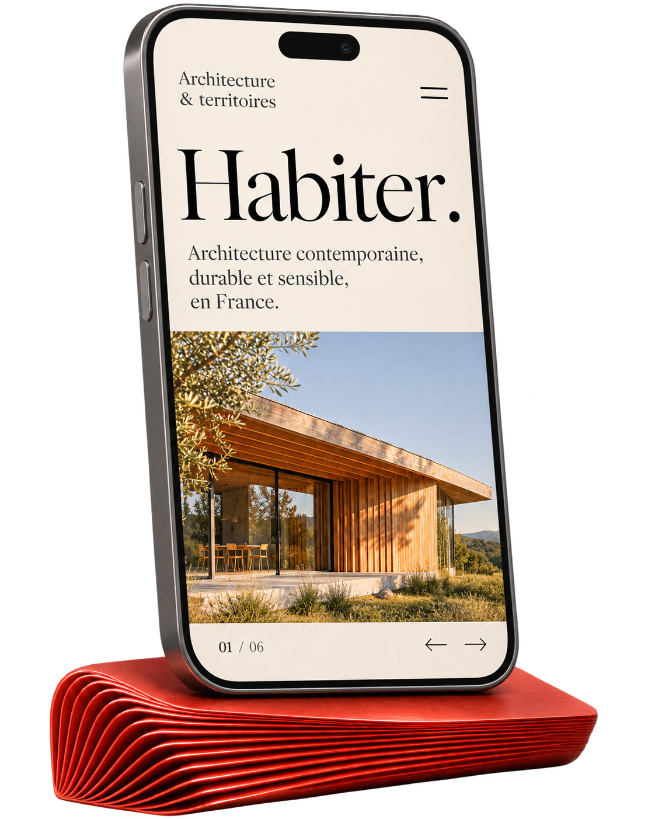 Architecture
& territoires
Habiter.
Architecture contemporaine,
durable et sensible,
en France.
01 / 06